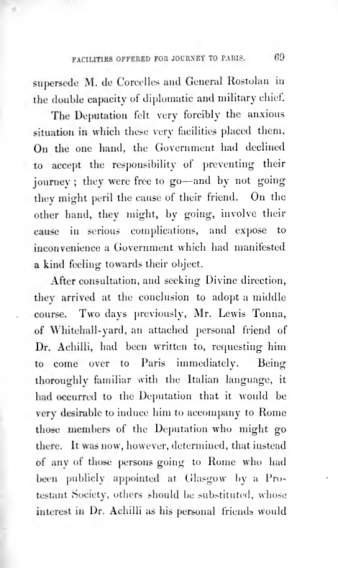 FACILITIES OFFERED FOR JOURNEY TO PARIS. 69
supersede M. de Corcelles and General Rostolan in
the double capacity of diplomatic and military chief.
The Deputation felt very forcibly the anxious
situation in which these very facilities placed them.
On the one hand, the Government had declined
to accept the responsibility of preventing their
journey ; they were free to go—and by not going
they might peril the cause of their friend. On the
other hand, they might, by going, involve their
cause in serious complications, and expose to
inconvenience a Government which had manifested
a kind feeling towards their object.
After consultation, and seeking Divine direction,
they arrived at the conclusion to adopt a middle
course. Two days previously, Mr. Lewis Tonna,
of Whitehall-yard, an attached personal friend of
Dr. Achilli, had been written to, requesting him
to come over to Paris immediately. Being
thoroughly familiar with the Italian language, it
had occurred to the Deputation that it would be
very desirable to induce him to accompany to Rome
those members of the Deputation who might go
there. It was now, however, determined, that instead
of any of those persons going to Rome who had
been publicly appointed at Glasgow by a Pro-
testant Society, others should be substituted, whose
interest in Dr. Achilli as his personal friends would